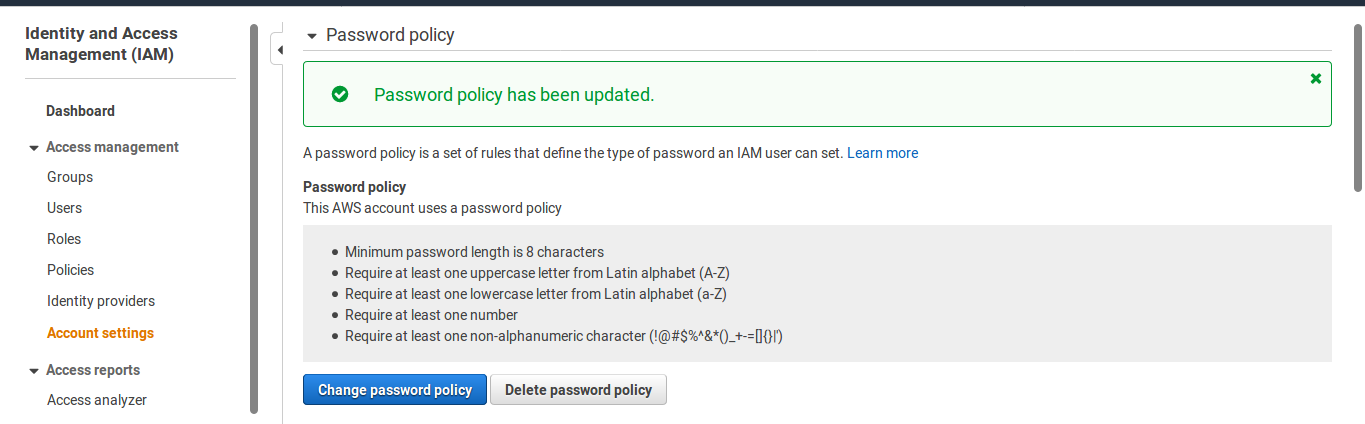 Identity and Access
Management (IAM)
Dashboard
Access management
Groups
Users
Roles
Policies
Identity providers
Account settings
Access reports
Access analyzer
Password policy
Password policy has been updated.
A password policy is a set of rules that define the type of password an IAM user can set. Learn more
Password policy
This AWS account uses a password policy
• Minimum password length is 8 characters
• Require at least one uppercase letter from Latin alphabet (A-Z)
• Require at least one lowercase letter from Latin alphabet (a-Z)
• Require at least one number
• Require at least one non-alphanumeric character (!@#$%^&*()_+-=[]{}|')
Change password policy
Delete password policy